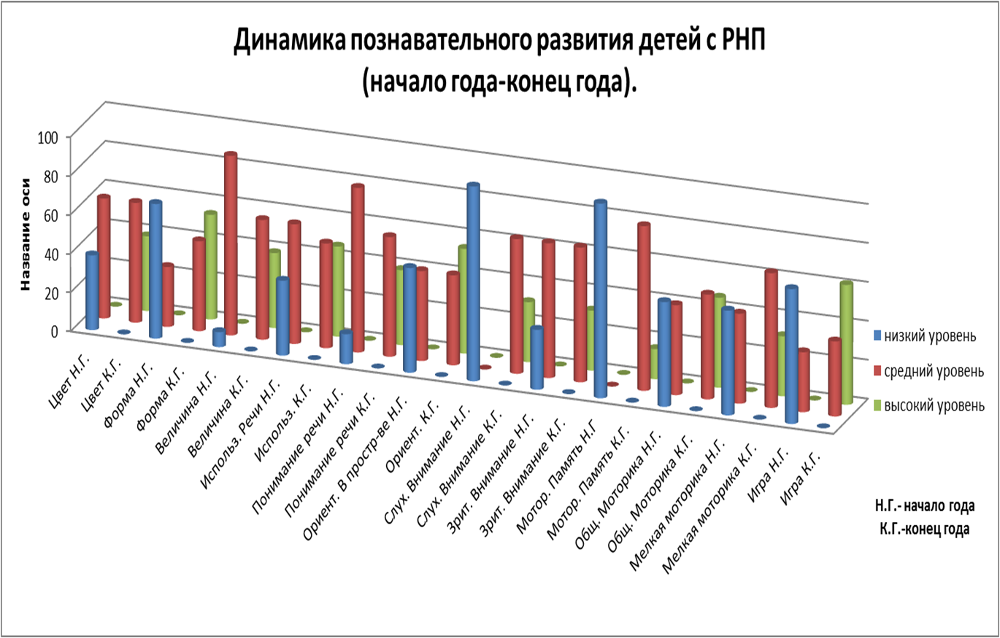 Динамика познавательного развития детей с РНП
(начало года-конец года).
Название оси
100
80
60
40
20
0
Цвет Н.Г.
Цвет К.Г.
Форма Н.Г.
Форма К.Г.
Величина Н.Г.
Величина К.Г.
Использ. Речи Н.Г.
Использ. К.Г.
Понимание речи Н.Г.
Понимание речи К.Г.
Ориент. В простр-ве Н.Г.
Ориент. К.Г.
Слух. Внимание Н.Г.
Слух. Внимание К.Г.
Зрит. Внимание Н.Г.
Зрит. Внимание К.Г.
Мотор. Память Н.Г
Мотор. Память К.Г.
Общ. Моторика Н.Г.
Общ. Моторика К.Г.
Мелкая моторика Н.Г.
Мелкая моторика К.Г.
Игра Н.Г.
Игра К.Г.
низкий уровень
средний уровень
высокий уровень
Н.Г.- начало года
К.Г.-конец года